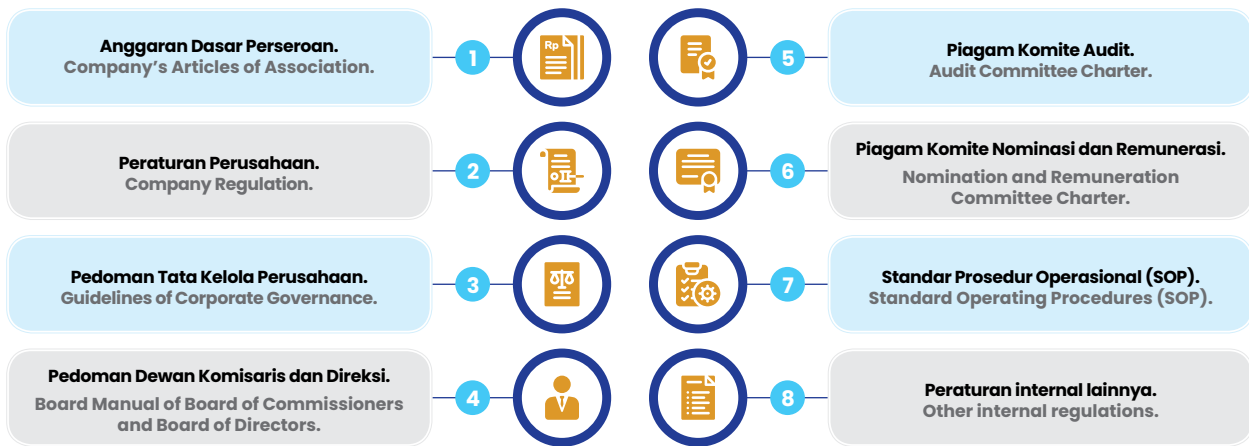 Anggaran Dasar Perseroan.
Company's Articles of Association.
1
Rp
Peraturan Perusahaan.
Company Regulation.
2
Pedoman Tata Kelola Perusahaan.
Guidelines of Corporate Governance.
3
Pedoman Dewan Komisaris dan Direksi.
Board Manual of Board of Commissioners
and Board of Directors.
4
5
Piagam Komite Audit.
Audit Committee Charter.
6
Piagam Komite Nominasi dan Remunerasi.
Nomination and Remuneration
Committee Charter.
7
Standar Prosedur Operasional (SOP).
Standard Operating Procedures (SOP).
8
Peraturan internal lainnya.
Other internal regulations.